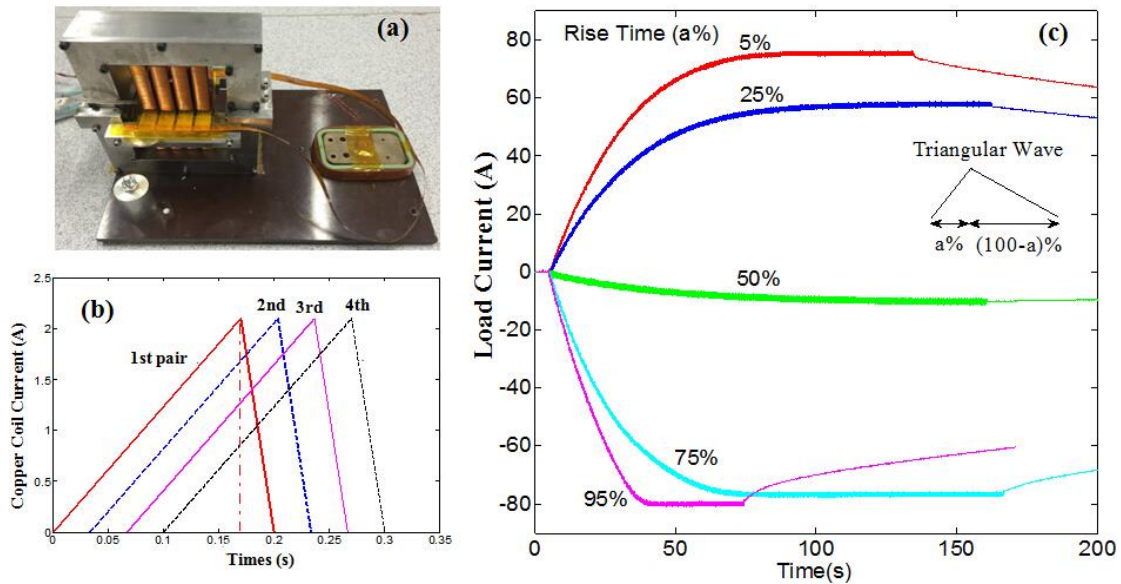 (a)
2.5
2
1.5
1
0.5
0
0
0.05
0.1
0.15
0.2
0.25
0.3
0.35
Copper Coil Current (A)
Times (s)
(b)
1st pair
2nd
3rd
4th
80
60
40
20
0
-20
-40
-60
-80
0
50
100
150
200
Load Current (A)
Time(s)
Rise Time (a%)
(c)
5%
25%
Triangular Wave
a% (100-a)%
50%
75%
95%